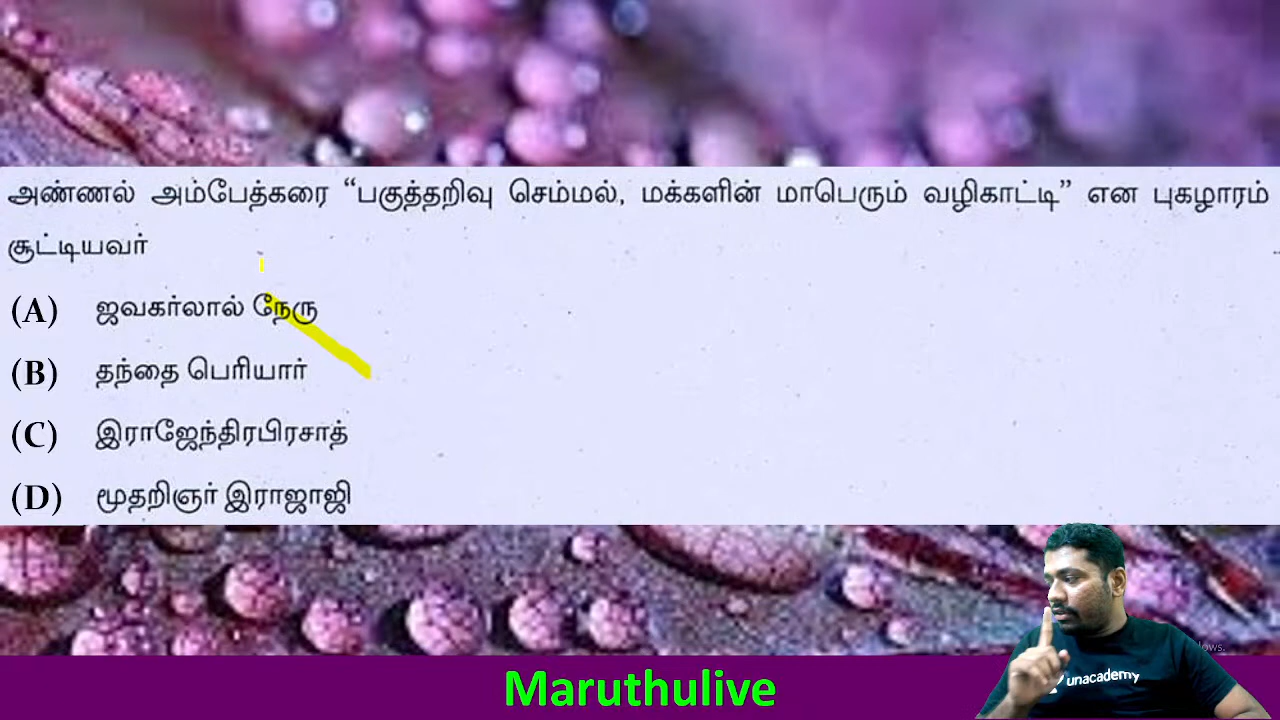 அண்ணல் அம்பேத்கரை “பகுத்தறிவு செம்மல், மக்களின் மாபெரும் வழிகாட்டி” என புகழாரம்
சூட்டியவர்
(A) ஜவகர்லால் நேரு
(B) தந்தை பெரியார்
(C) இராஜேந்திரபிரசாத்
(D) மூதறிஞர் இராஜாஜி
unacademy
Maruthulive